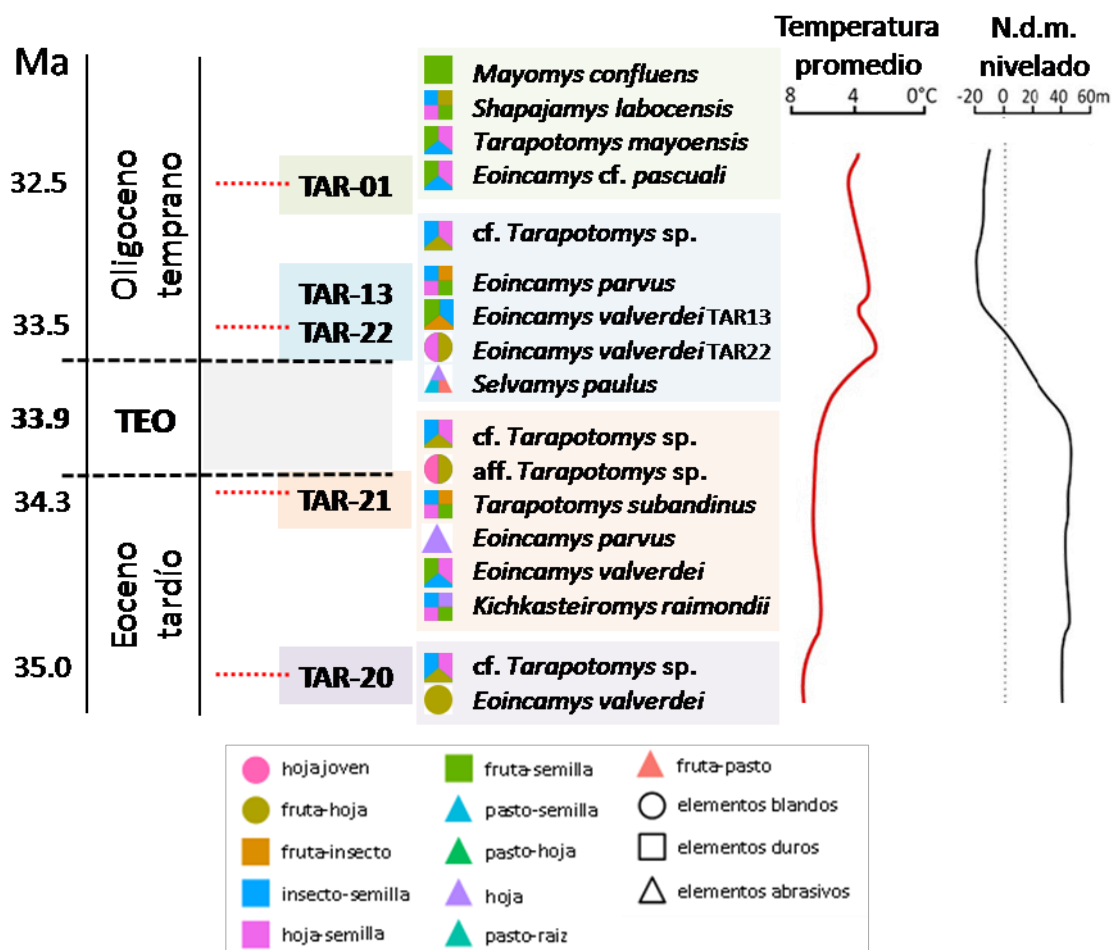 Ma
Temperatura
promedio
8 4 0°C
N.d.m.
nivelado
-20 0 20 40 60m
Oligoceno
temprano
32.5
TAR-01
Mayomys confluens
Shapajamys labocensis
Tarapotomys mayoensis
Eoincamys cf. pascuali
33.5
TAR-13
TAR-22
cf. Tarapotomys sp.
Eoincamys parvus
Eoincamys valverdei TAR13
Eoincamys valverdei TAR22
Selvamys paulus
33.9
TEO
Eoceno
tardío
34.3
TAR-21
cf. Tarapotomys sp.
aff. Tarapotomys sp.
Tarapotomys subandinus
Eoincamys parvus
Eoincamys valverdei
Kichkasteiromys raimondii
35.0
TAR-20
cf. Tarapotomys sp.
Eoincamys valverdei
hoja joven
fruta-hoja
fruta-insecto
insecto-semilla
hoja-semilla
fruta-semilla
pasto-semilla
pasto-hoja
hoja
pasto-raiz
fruta-pasto
elementos blandos
elementos duros
elementos abrasivos